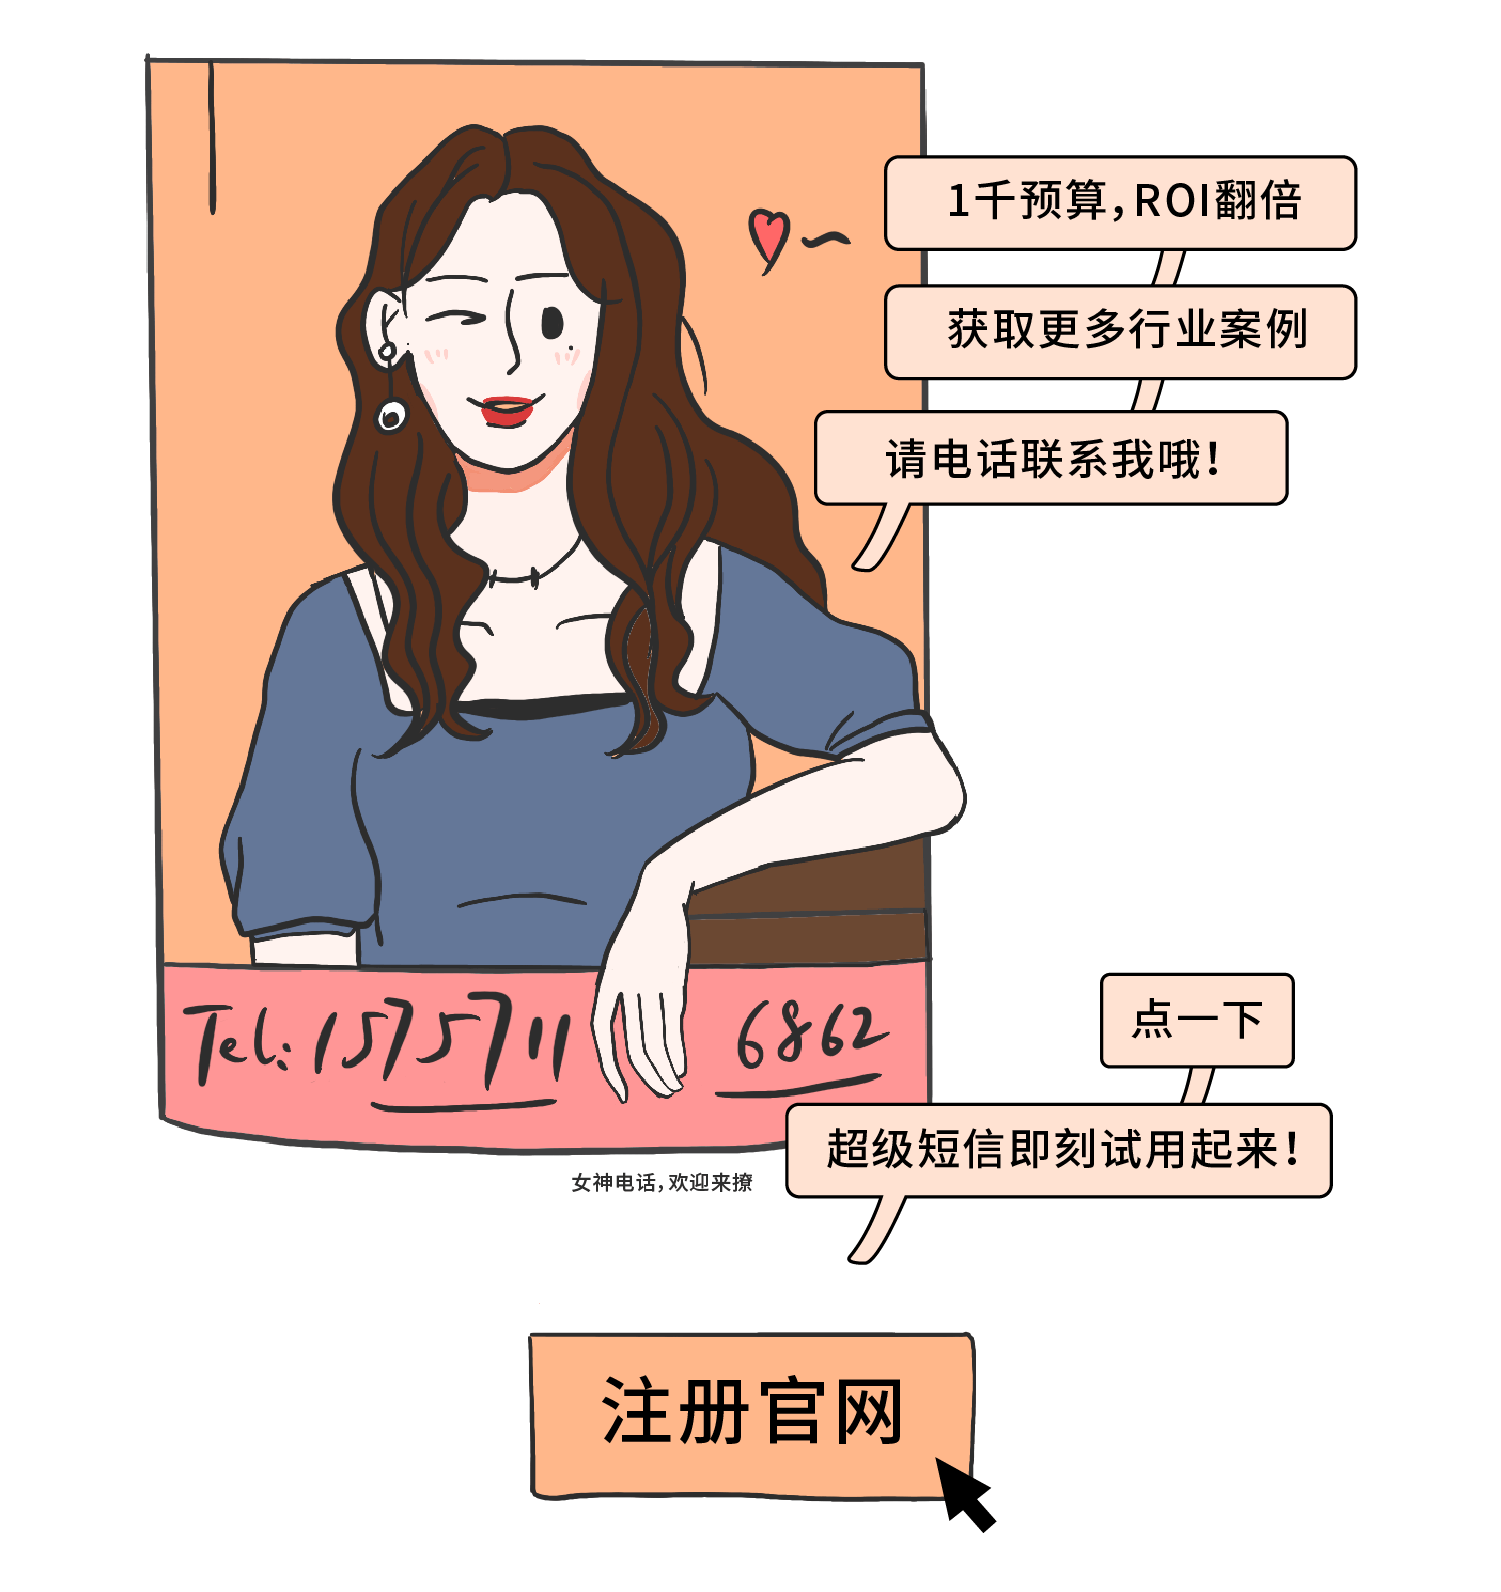 1千预算，ROI翻倍
获取更多行业案例
请电话联系我哦！
Tel:1575711 6862
点一下
超级短信即刻试用起来！
女神电话，欢迎来撩
注册官网